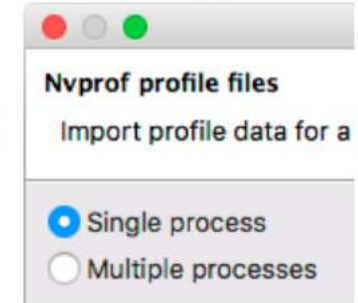 Nvprof profile files
Import profile data for a
Single process
Multiple processes